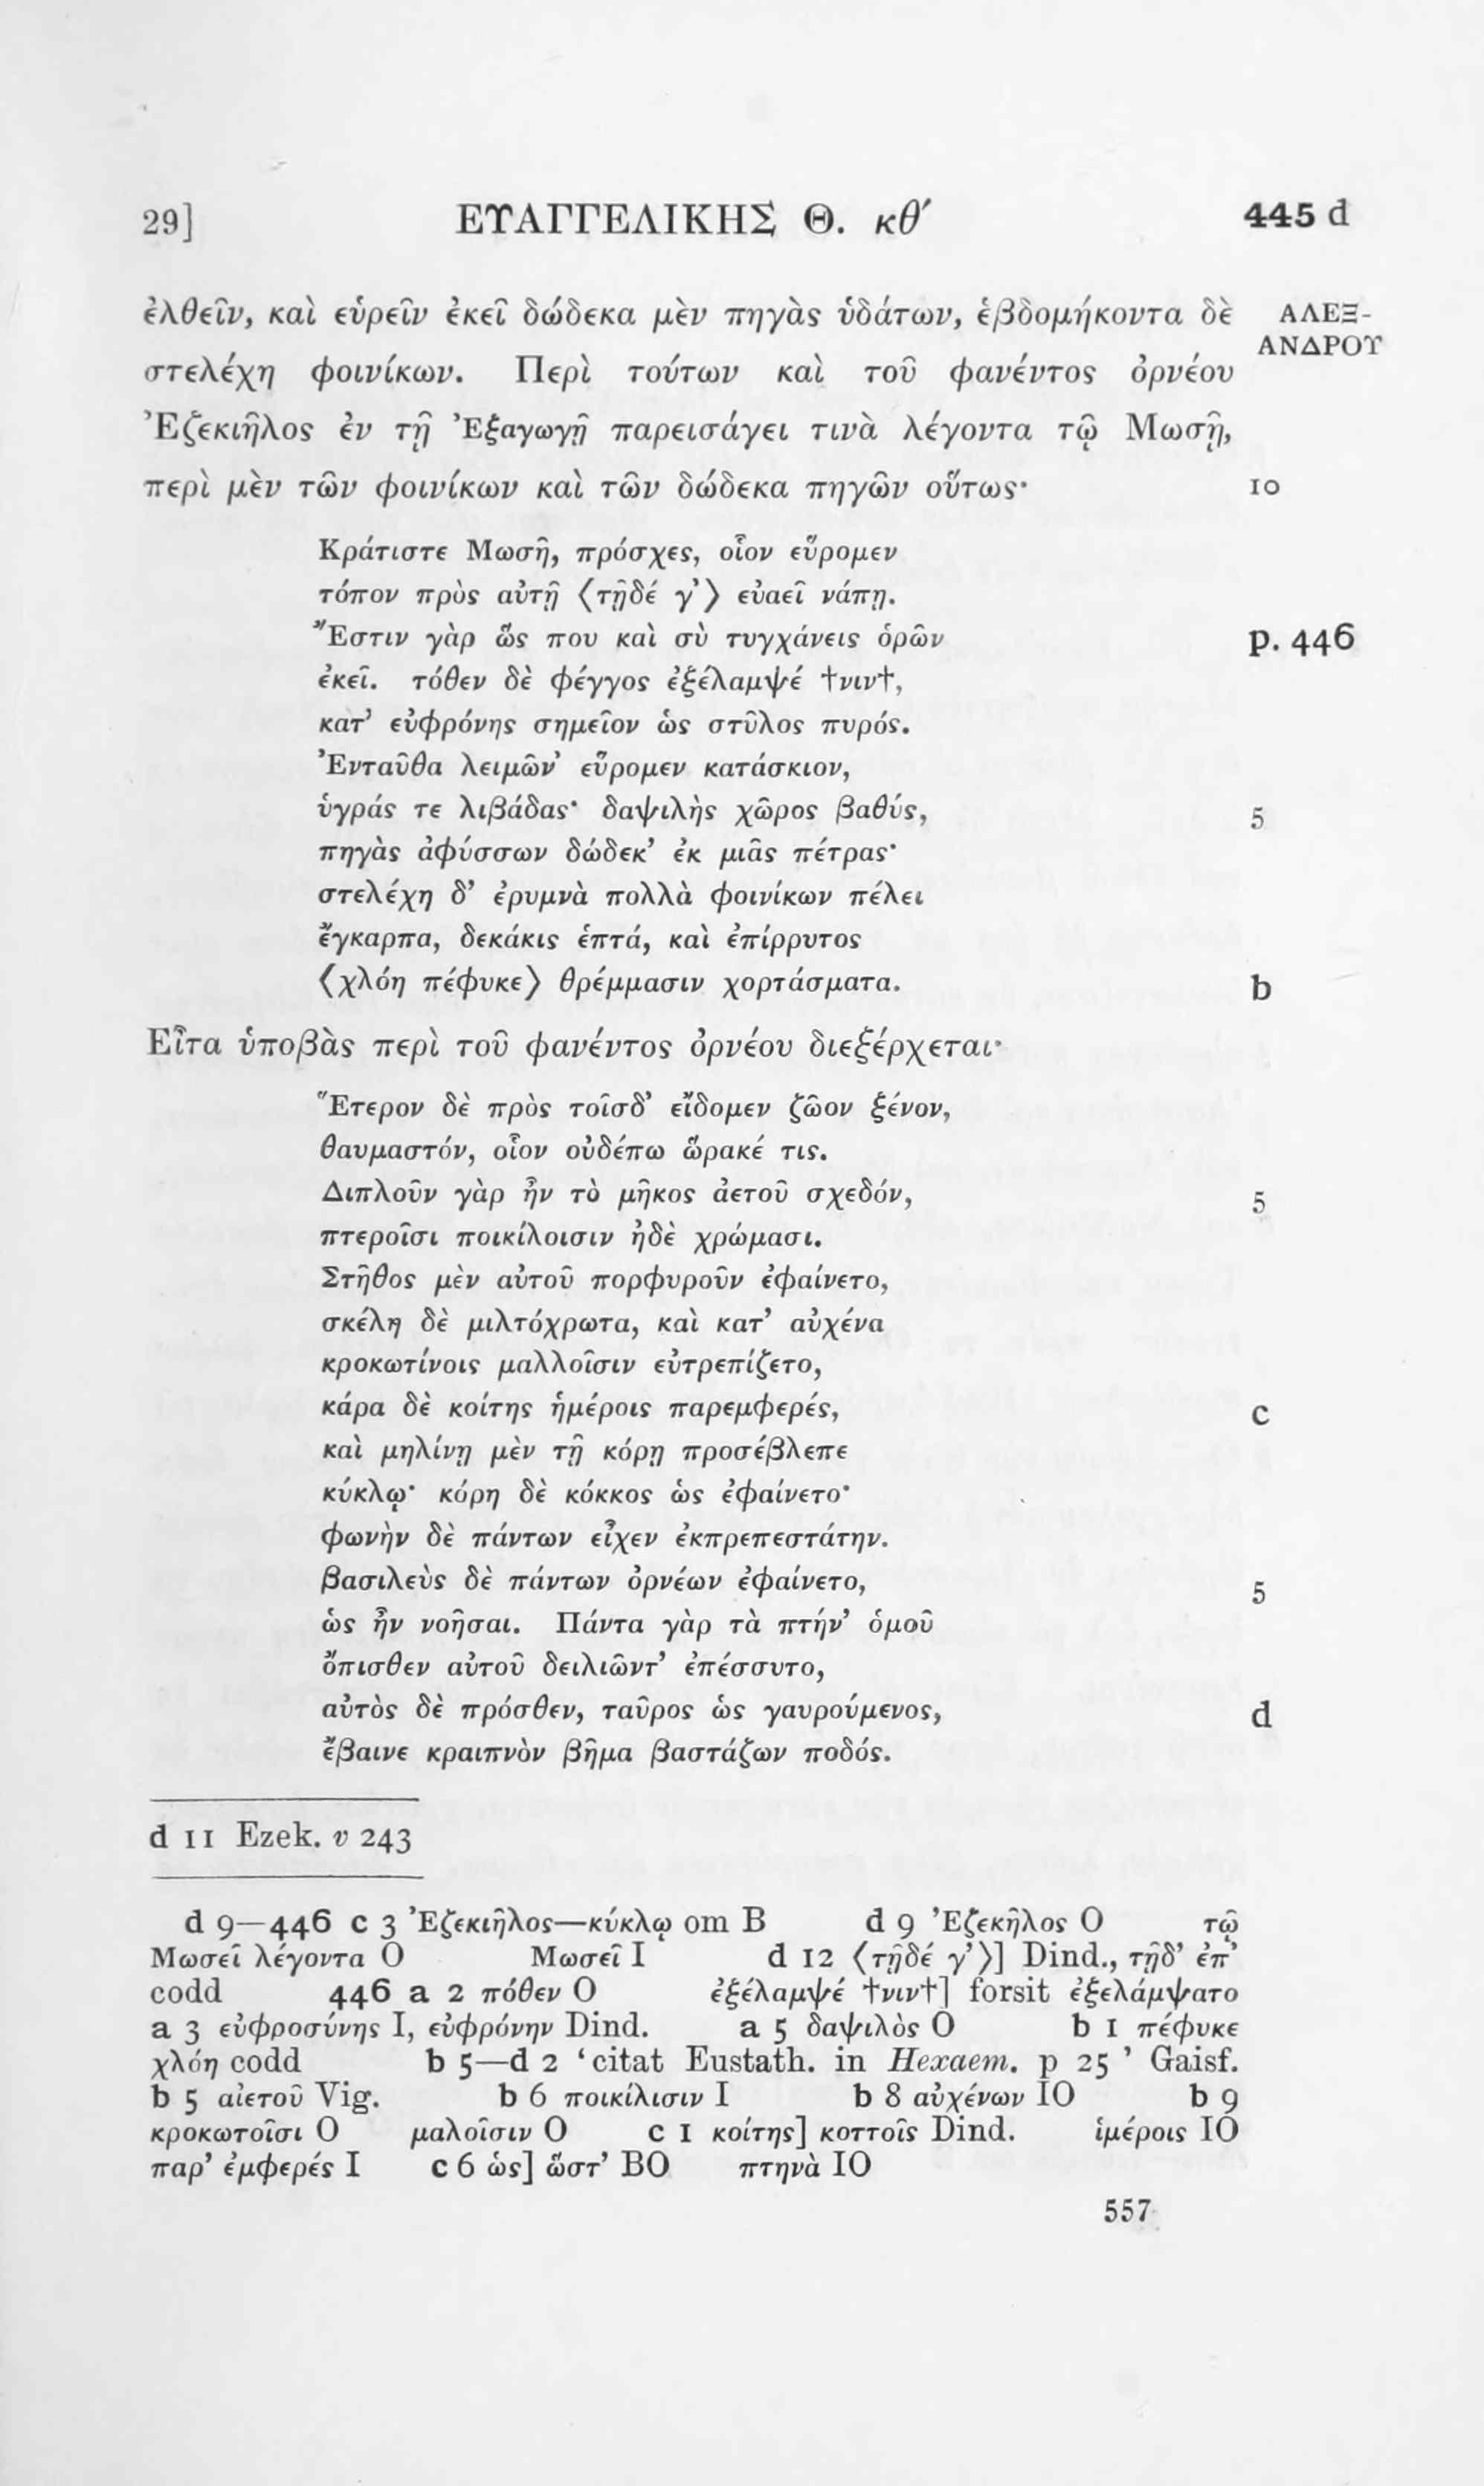 29] ΕΥΑΓΓΕΛΙΚΗΣ Θ. κθ′ 445 d
ἐλθεῖν, καὶ εὑρεῖν ἐκεῖ δώδεκα μὲν πηγὰς ὑδάτων, ἑβδομήκοντα δὲ ΑΛΕΞ-
στελέχη φοινίκων. Περὶ τούτων καὶ τοῦ φανέντος ὀρνέου ΑΝΔΡΟΥ
Ἐζεκιῆλος ἐν τῇ Ἐξαγωγῇ παρεισάγει τινὰ λέγοντα τῷ Μωσῇ,
περὶ μὲν τῶν φοινίκων καὶ τῶν δώδεκα πηγῶν οὕτως· 10
Κράτιστε Μωσῆ, πρόσχες, οἷον εὕρομεν
τόπον πρὸς αὐτῇ ⟨τῇδέ γ’⟩ εὐαεῖ νάπῃ.
Ἔστιν γὰρ ὥς που καὶ σὺ τυγχάνεις ὁρῶν p. 446
ἐκεῖ. τόθεν δὲ φέγγος ἐξέλαμψέ †νιν†,
κατ’ εὐφρόνης σημεῖον ὡς στῦλος πυρός.
Ἐνταῦθα λειμῶν’ εὕρομεν κατάσκιον,
ὑγράς τε λιβάδας· δαψιλὴς χῶρος βαθύς, 5
πηγὰς ἀφύσσων δώδεκ’ ἐκ μιᾶς πέτρας·
στελέχη δ’ ἐρυμνὰ πολλὰ φοινίκων πέλει
ἔγκαρπα, δεκάκις ἑπτά, καὶ ἐπίρρυτος
⟨χλόη πέφυκε⟩ θρέμμασιν χορτάσματα. b
Εἶτα ὑποβὰς περὶ τοῦ φανέντος ὀρνέου διεξέρχεται·
Ἕτερον δὲ πρὸς τοῖσδ’ εἴδομεν ζῶον ξένον,
θαυμαστόν, οἷον οὐδέπω ὥρακέ τις.
Διπλοῦν γὰρ ἦν τὸ μῆκος ἀετοῦ σχεδόν, 5
πτεροῖσι ποικίλοισιν ἠδὲ χρώμασι.
Στῆθος μὲν αὐτοῦ πορφυροῦν ἐφαίνετο,
σκέλη δὲ μιλτόχρωτα, καὶ κατ’ αὐχένα
κροκωτίνοις μαλλοῖσιν εὐτρεπίζετο,
κάρα δὲ κοίτης ἡμέροις παρεμφερές, c
καὶ μηλίνῃ μὲν τῇ κόρῃ προσέβλεπε
κύκλῳ· κόρη δὲ κόκκος ὡς ἐφαίνετο·
φωνὴν δὲ πάντων εἶχεν ἐκπρεπεστάτην.
βασιλεὺς δὲ πάντων ὀρνέων ἐφαίνετο, 5
ὡς ἦν νοῆσαι. Πάντα γὰρ τὰ πτήν’ ὁμοῦ
ὄπισθεν αὐτοῦ δειλιῶντ’ ἐπέσσυτο,
αὐτὸς δὲ πρόσθεν, ταῦρος ὡς γαυρούμενος, d
ἔβαινε κραιπνὸν βῆμα βαστάζων ποδός.
d 11 Ezek. v 243
d 9—446 c 3 Ἐζεκιῆλος—κύκλῳ om B d 9 Ἐζεκῆλος O τῷ
Μωσεῖ λέγοντα O Μωσεῖ I d 12 ⟨τῇδέ γ’⟩] Dind., τῇδ’ ἐπ’
codd 446 a 2 πόθεν O ἐξέλαμψέ †νιν†] forsit ἐξελάμψατο
a 3 εὐφροσύνης I, εὐφρόνην Dind. a 5 δαψιλὸς O b 1 πέφυκε
χλόη codd b 5—d 2 ‘citat Eustath. in Hexaem. p 25’ Gaisf.
b 5 αἰετοῦ Vig. b 6 ποικίλισιν I b 8 αὐχένων IO b 9
κροκωτοῖσι O μαλοῖσιν O c 1 κοίτης] κοττοῖς Dind. ἱμέροις IO
παρ’ ἐμφερές I c 6 ὡς] ὥστ’ BO πτηνὰ IO
557